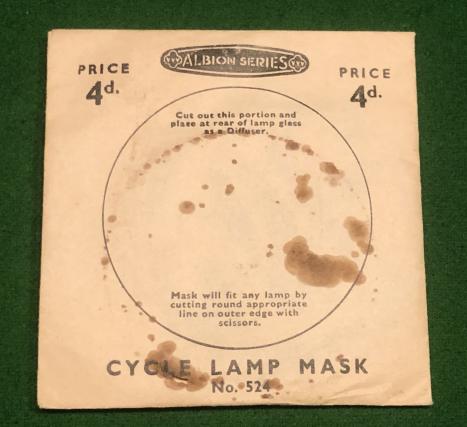 ALBION SERIES
PRICE
4d.
PRICE
4d.
Cut out this portion and
place at rear of lamp glass
as a Diffuser.
Mask will fit any lamp by
cutting round appropriate
line on outer edge with
scissors.
CYCLE LAMP MASK
No. 524